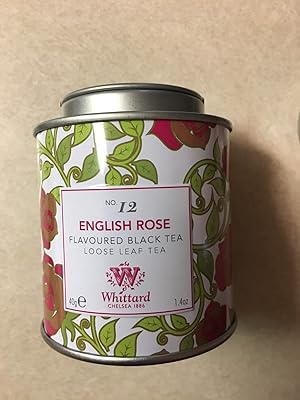 NO. 12
ENGLISH ROSE
FLAVOURED BLACK TEA
LOOSE LEAF TEA
W
Whittard
CHELSEA 1886
40g℮ 1.4oz